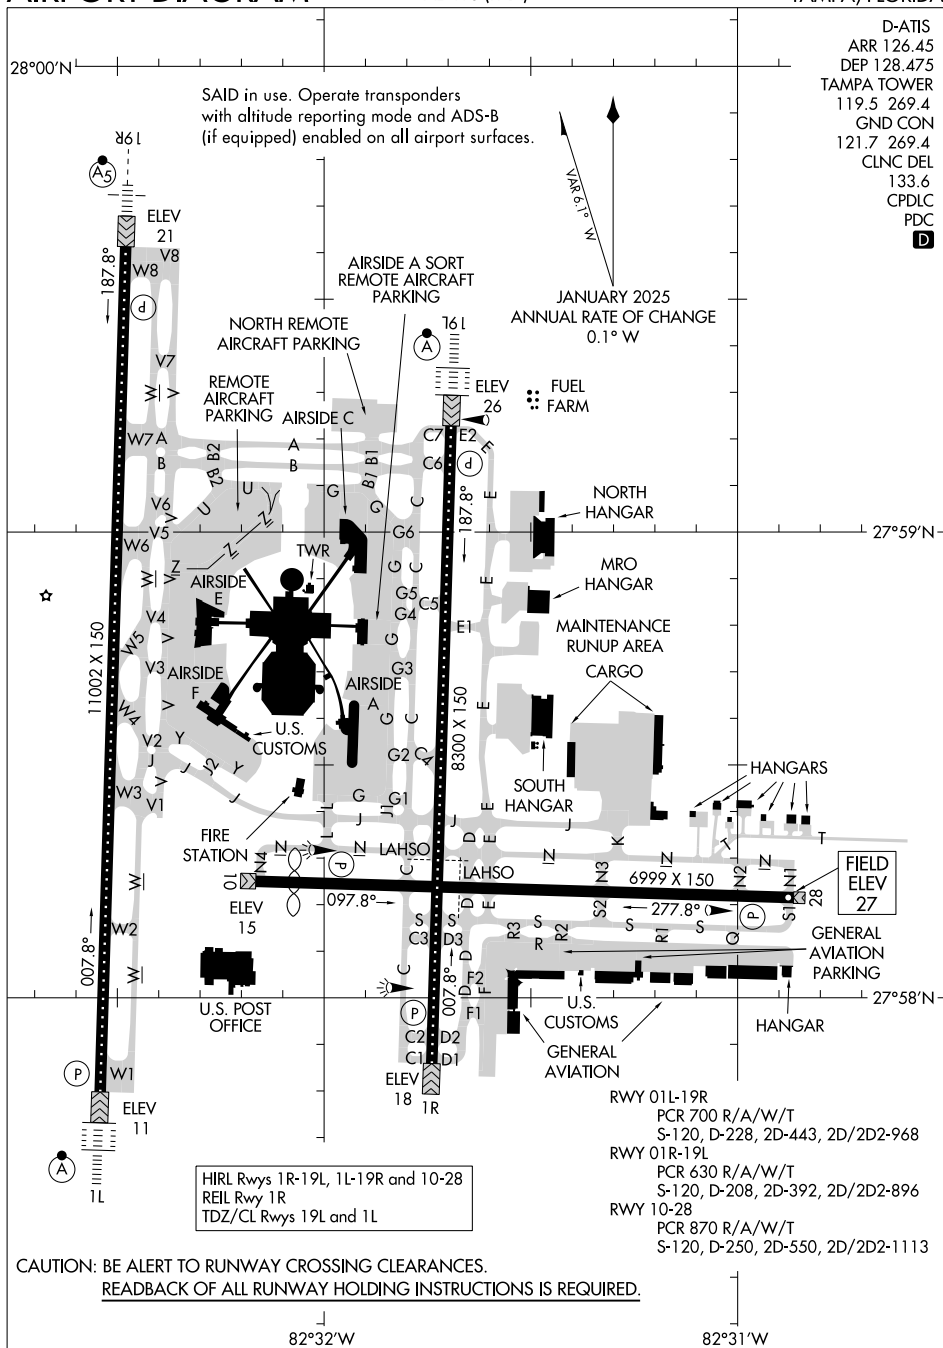 AIRPORT DIAGRAM
TAMPA, FLORIDA
D-ATIS
ARR 126.45
DEP 128.475
TAMPA TOWER
119.5 269.4
GND CON
121.7 269.4
CLNC DEL
133.6
CPDLC
PDC
D
28°00'N
SAID in use. Operate transponders
with altitude reporting mode and ADS-B
(if equipped) enabled on all airport surfaces.
VAR 6.1° W
JANUARY 2025
ANNUAL RATE OF CHANGE
0.1° W
19R
A5
ELEV
21
V8
W8
187.8°
P
AIRSIDE A SORT
REMOTE AIRCRAFT
PARKING
NORTH REMOTE
AIRCRAFT PARKING
REMOTE
AIRCRAFT
PARKING
AIRSIDE C
19L
A
ELEV
26
FUEL
FARM
V7
W
V
W7
A
B
B2
A
B
B1
C7
E2
C6
P
E
B2
U
G
B1
C
E
187.8°
V6
U
G
V
V5
W6
Z
Z
Z
G6
NORTH
HANGAR
27°59'N
TWR
AIRSIDE
E
W
V
G
C
G5
C5
E
MRO
HANGAR
V4
G4
W5
V
G
E1
MAINTENANCE
RUNUP AREA
V3
AIRSIDE
F
G3
CARGO
11002 X 150
8300 X 150
W4
V
AIRSIDE
A
G
C
E
U.S.
CUSTOMS
V2
Y
J
J
J2
Y
G2
C4
SOUTH
HANGAR
HANGARS
W3
V
V1
J
L
G
G1
J1
E
FIRE
STATION
L
J
J
D
E
J
K
T
T
N
N4
P
N
LAHSO
C
LAHSO
N
N3
N
N2
N
N1
10
ELEV
15
097.8°
6999 X 150
277.8°
P
28
FIELD
ELEV
27
W
D
E
S2
S1
W2
S
S
C3
D3
R3
S
R
R2
S
R1
S
Q
GENERAL
AVIATION
PARKING
007.8°
W
C
007.8°
D
D
F2
F
F1
U.S. POST
OFFICE
P
U.S.
CUSTOMS
27°58'N
HANGAR
GENERAL
AVIATION
C2
D2
C1
D1
P
W1
ELEV
11
ELEV
18
1R
A
1L
RWY 01L-19R
PCR 700 R/A/W/T
S-120, D-228, 2D-443, 2D/2D2-968
RWY 01R-19L
PCR 630 R/A/W/T
S-120, D-208, 2D-392, 2D/2D2-896
RWY 10-28
PCR 870 R/A/W/T
S-120, D-250, 2D-550, 2D/2D2-1113
HIRL Rwys 1R-19L, 1L-19R and 10-28
REIL Rwy 1R
TDZ/CL Rwys 19L and 1L
CAUTION: BE ALERT TO RUNWAY CROSSING CLEARANCES.
READBACK OF ALL RUNWAY HOLDING INSTRUCTIONS IS REQUIRED.
82°32'W
82°31'W